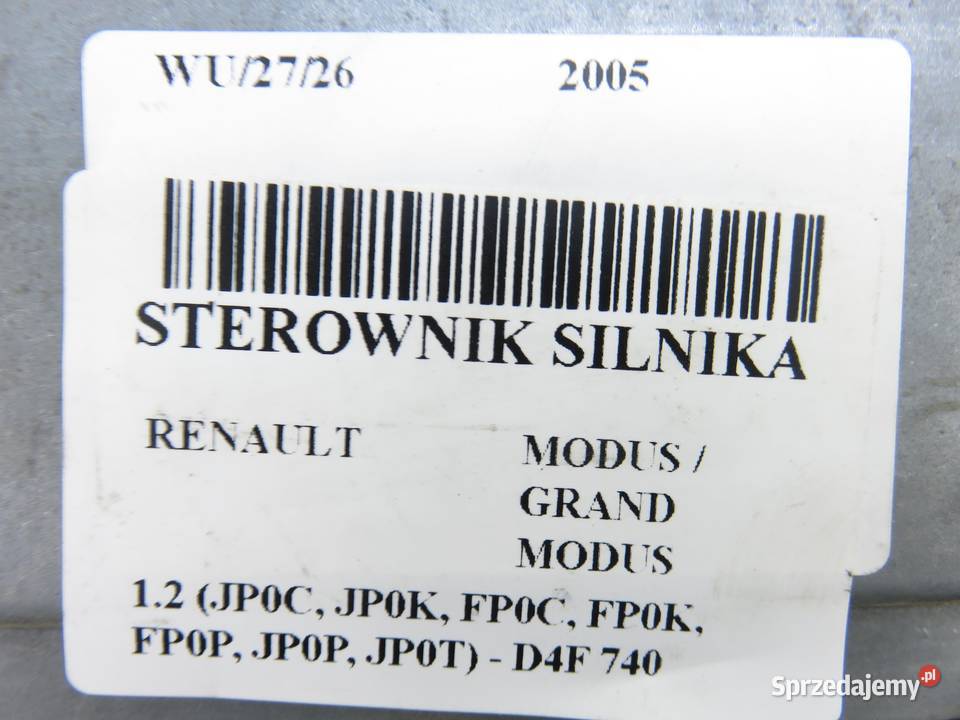 WU/27/26 2005
STEROWNIK SILNIKA
RENAULT MODUS /
GRAND
MODUS
1.2 (JP0C, JP0K, FP0C, FP0K,
FP0P, JP0P, JP0T) - D4F 740
Sprzedajemy.pl